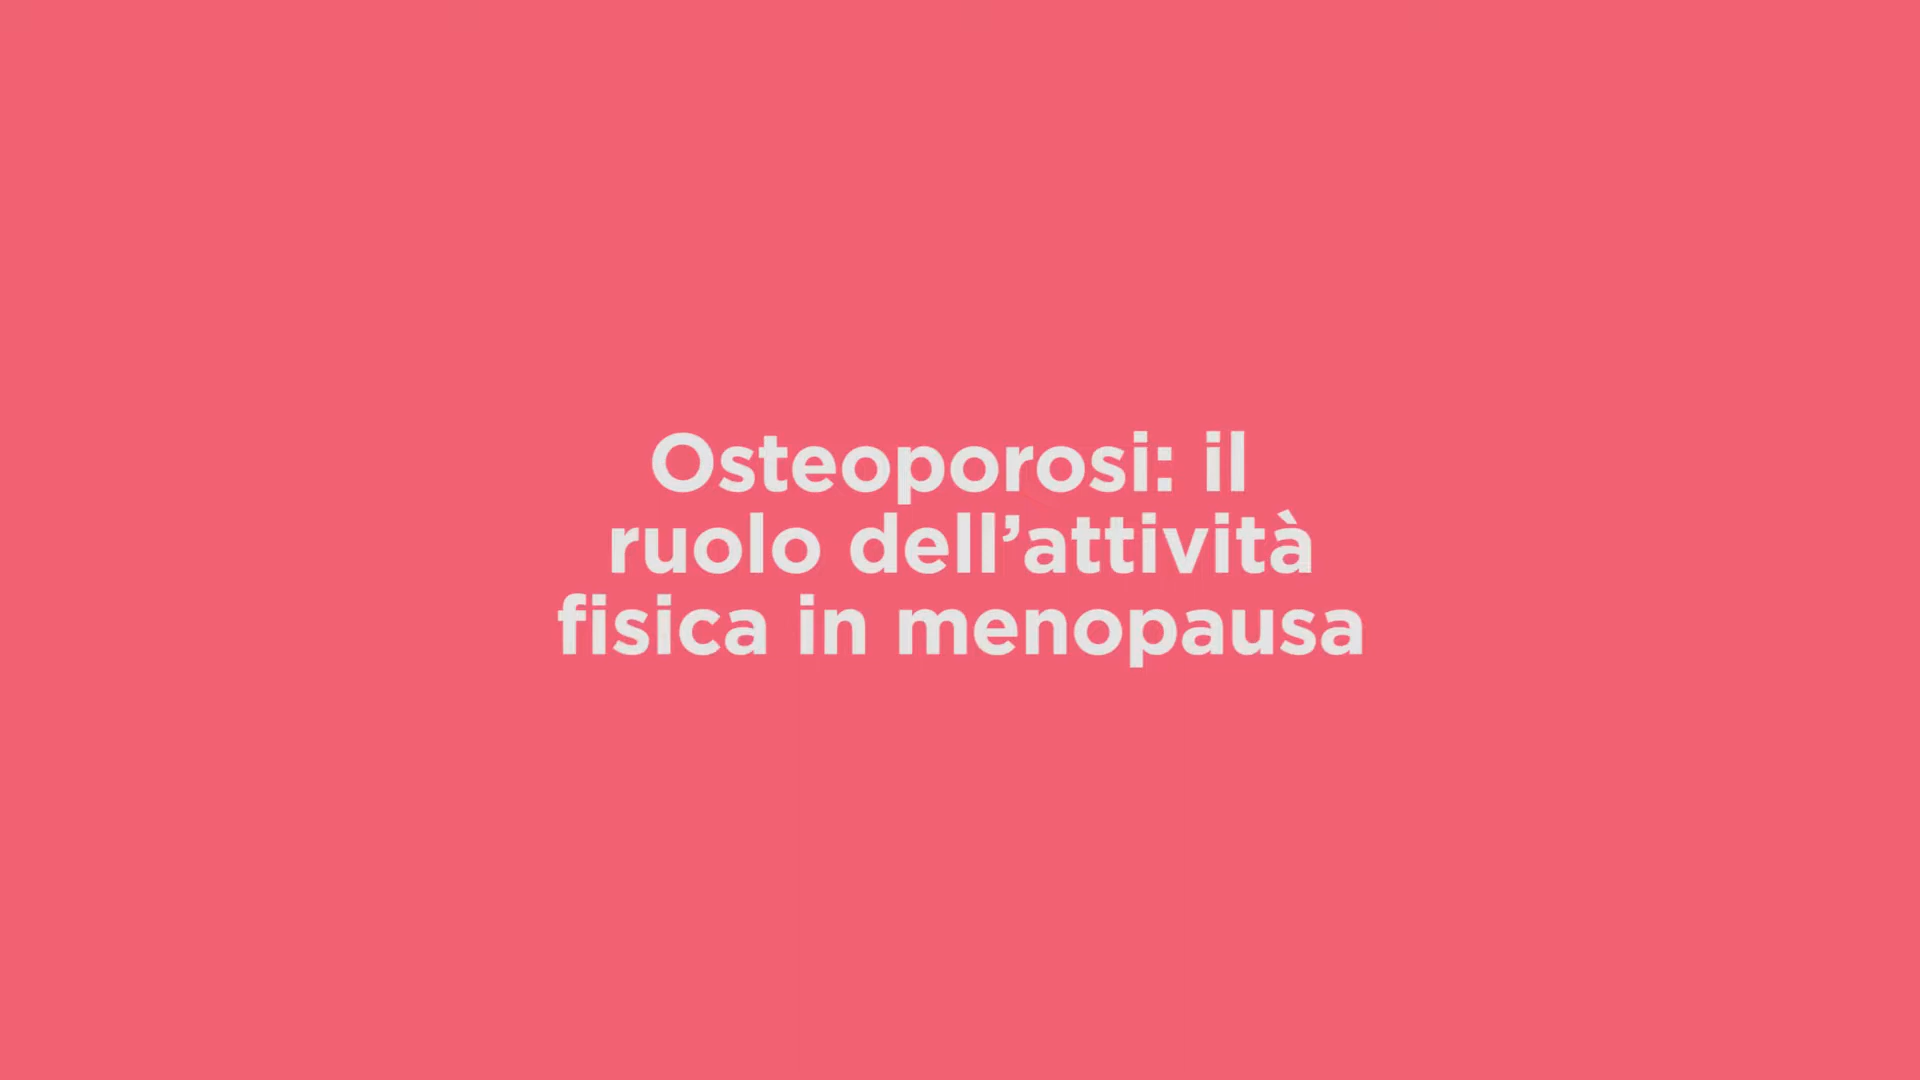 Osteoporosi: il
ruolo dell’attività
fisica in menopausa